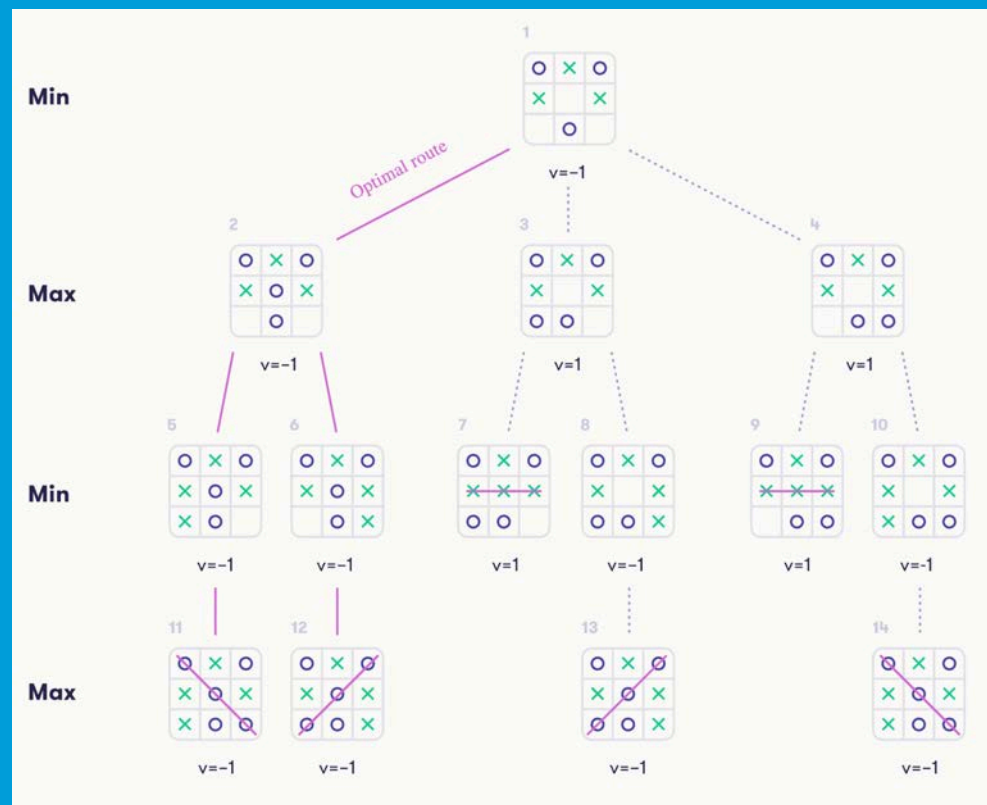 1
Min
Optimal route
v=-1
2 3 4
Max
v=-1 v=1 v=1
5 6 7 8 9 10
Min
v=-1 v=-1 v=1 v=-1 v=1 v=-1
11 12 13 14
Max
v=-1 v=-1 v=-1 v=-1